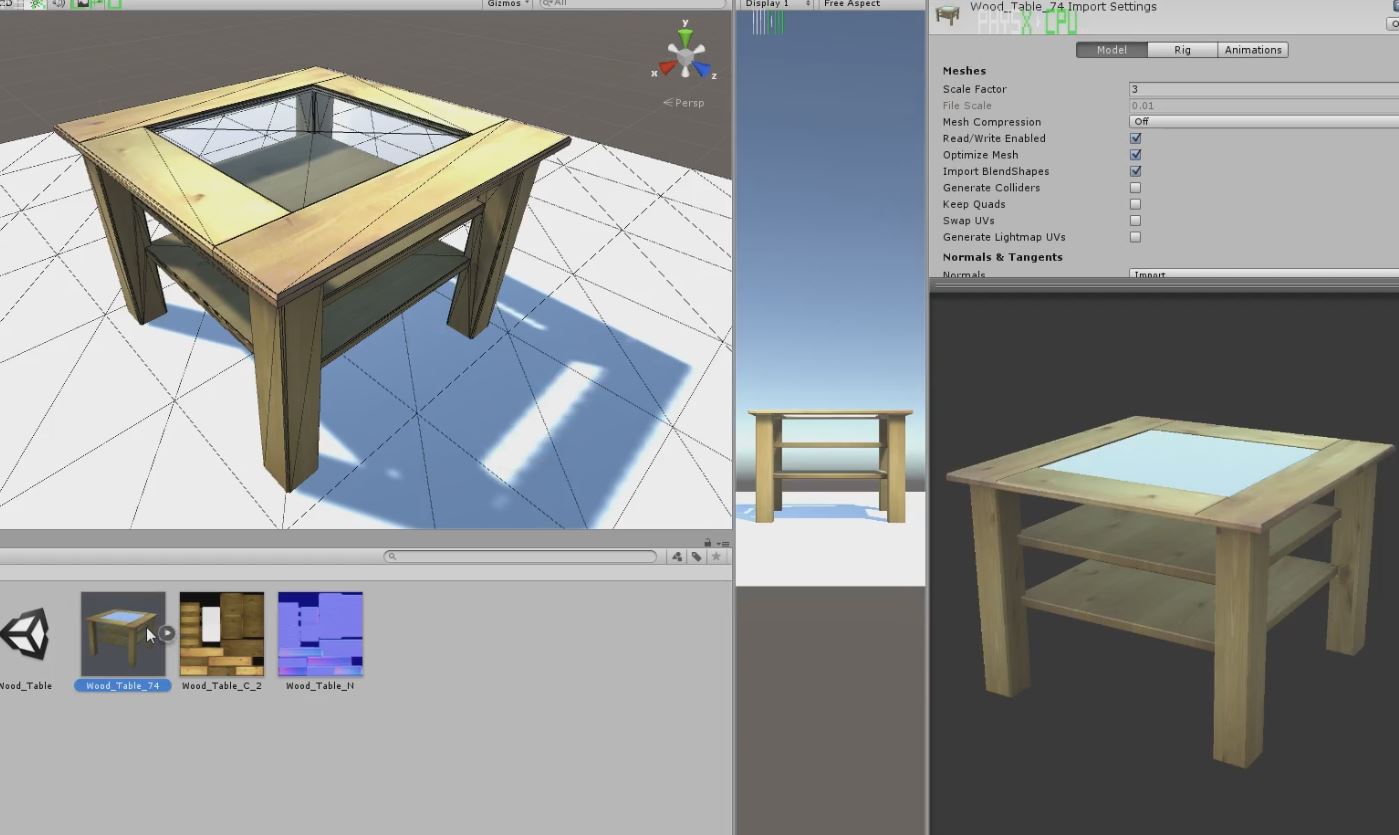 Gizmos
All
y
x
z
Persp
Display 1
Free Aspect
Wood_Table_74 Import Settings
PHYSX CPU
Model
Rig
Animations
Meshes
Scale Factor
3
File Scale
0.01
Mesh Compression
Off
Read/Write Enabled
Optimize Mesh
Import BlendShapes
Generate Colliders
Keep Quads
Swap UVs
Generate Lightmap UVs
Normals & Tangents
Normals
Import
Wood_Table
Wood_Table_74
Wood_Table_C_2
Wood_Table_N